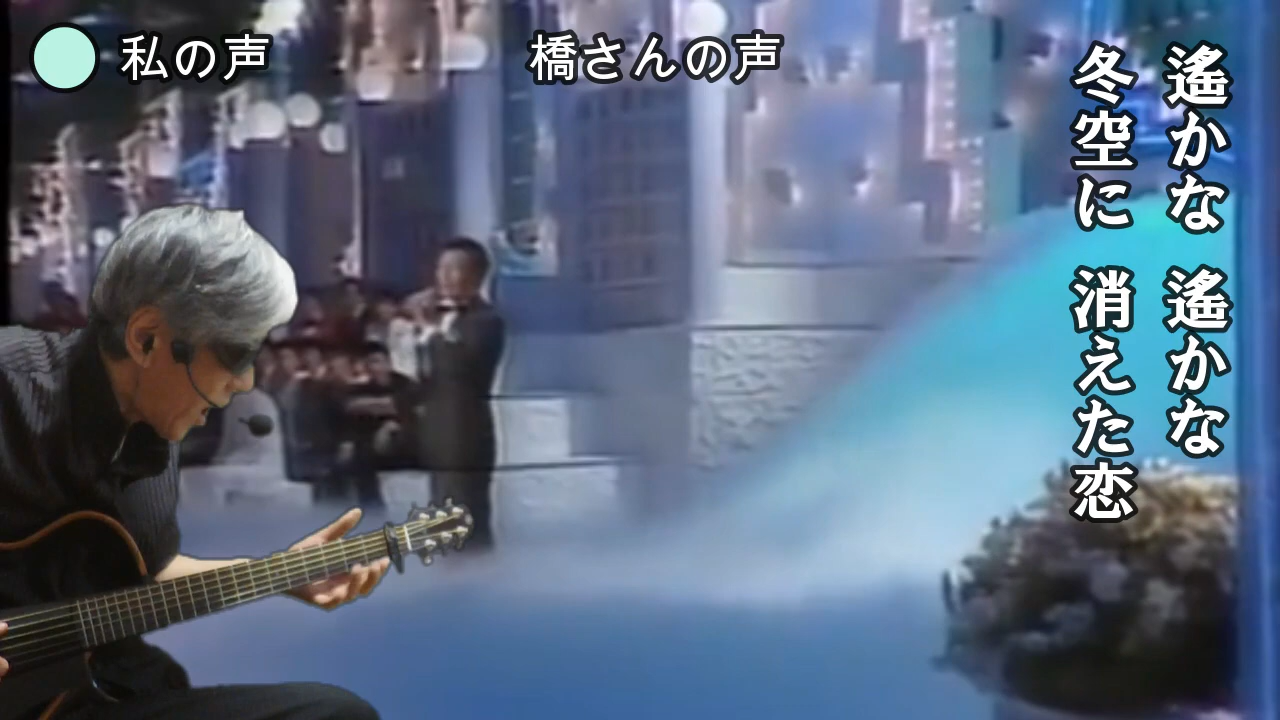 私の声
橋さんの声
遙かな 遙かな
冬空に 消えた恋